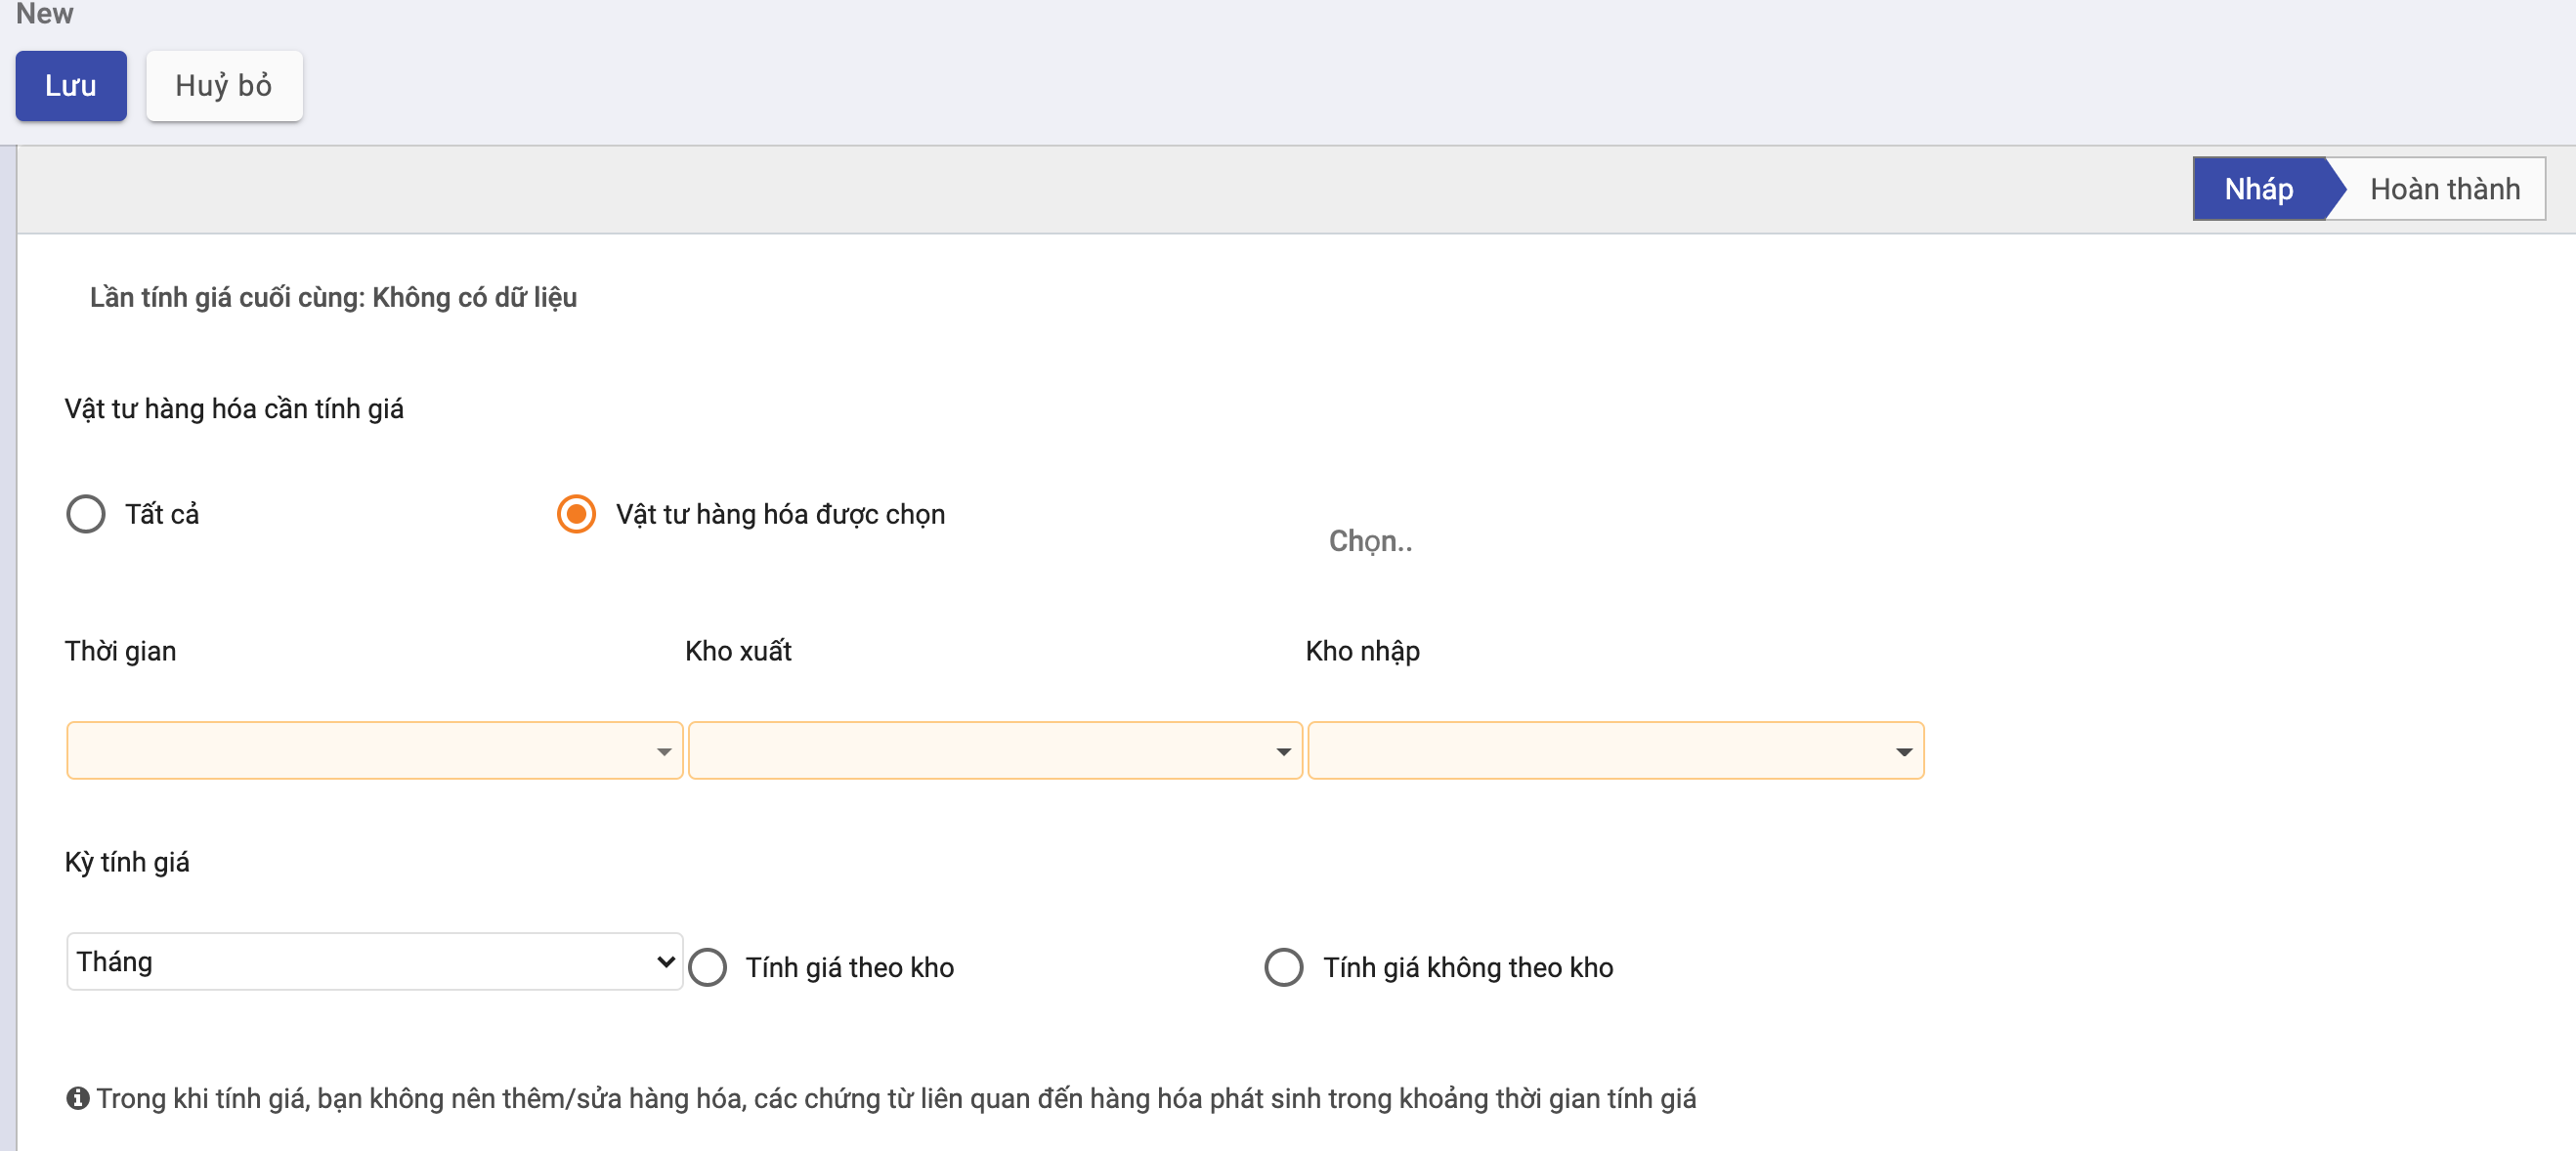 New
Lưu Huỷ bỏ
Nháp Hoàn thành
Lần tính giá cuối cùng: Không có dữ liệu
Vật tư hàng hóa cần tính giá
Tất cả Vật tư hàng hóa được chọn
Chọn..
Thời gian Kho xuất Kho nhập
Kỳ tính giá
Tháng Tính giá theo kho Tính giá không theo kho
Trong khi tính giá, bạn không nên thêm/sửa hàng hóa, các chứng từ liên quan đến hàng hóa phát sinh trong khoảng thời gian tính giá